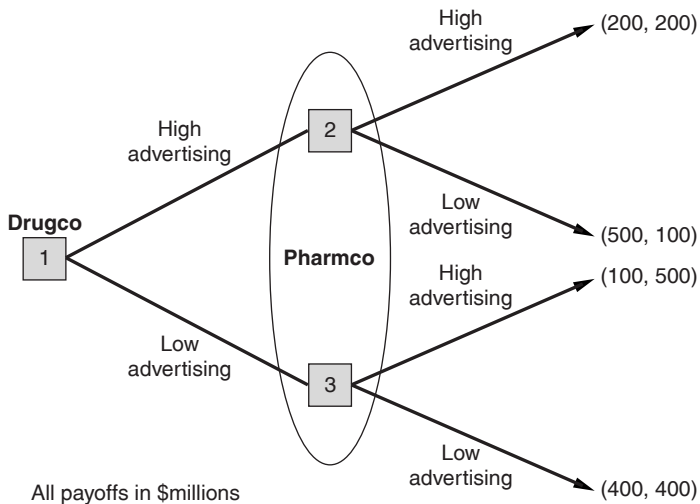 High
advertising
(200, 200)
High
advertising
2
Low
advertising
(500, 100)
Drugco
1
Pharmco
High
advertising
(100, 500)
Low
advertising
3
Low
advertising
(400, 400)
All payoffs in $millions